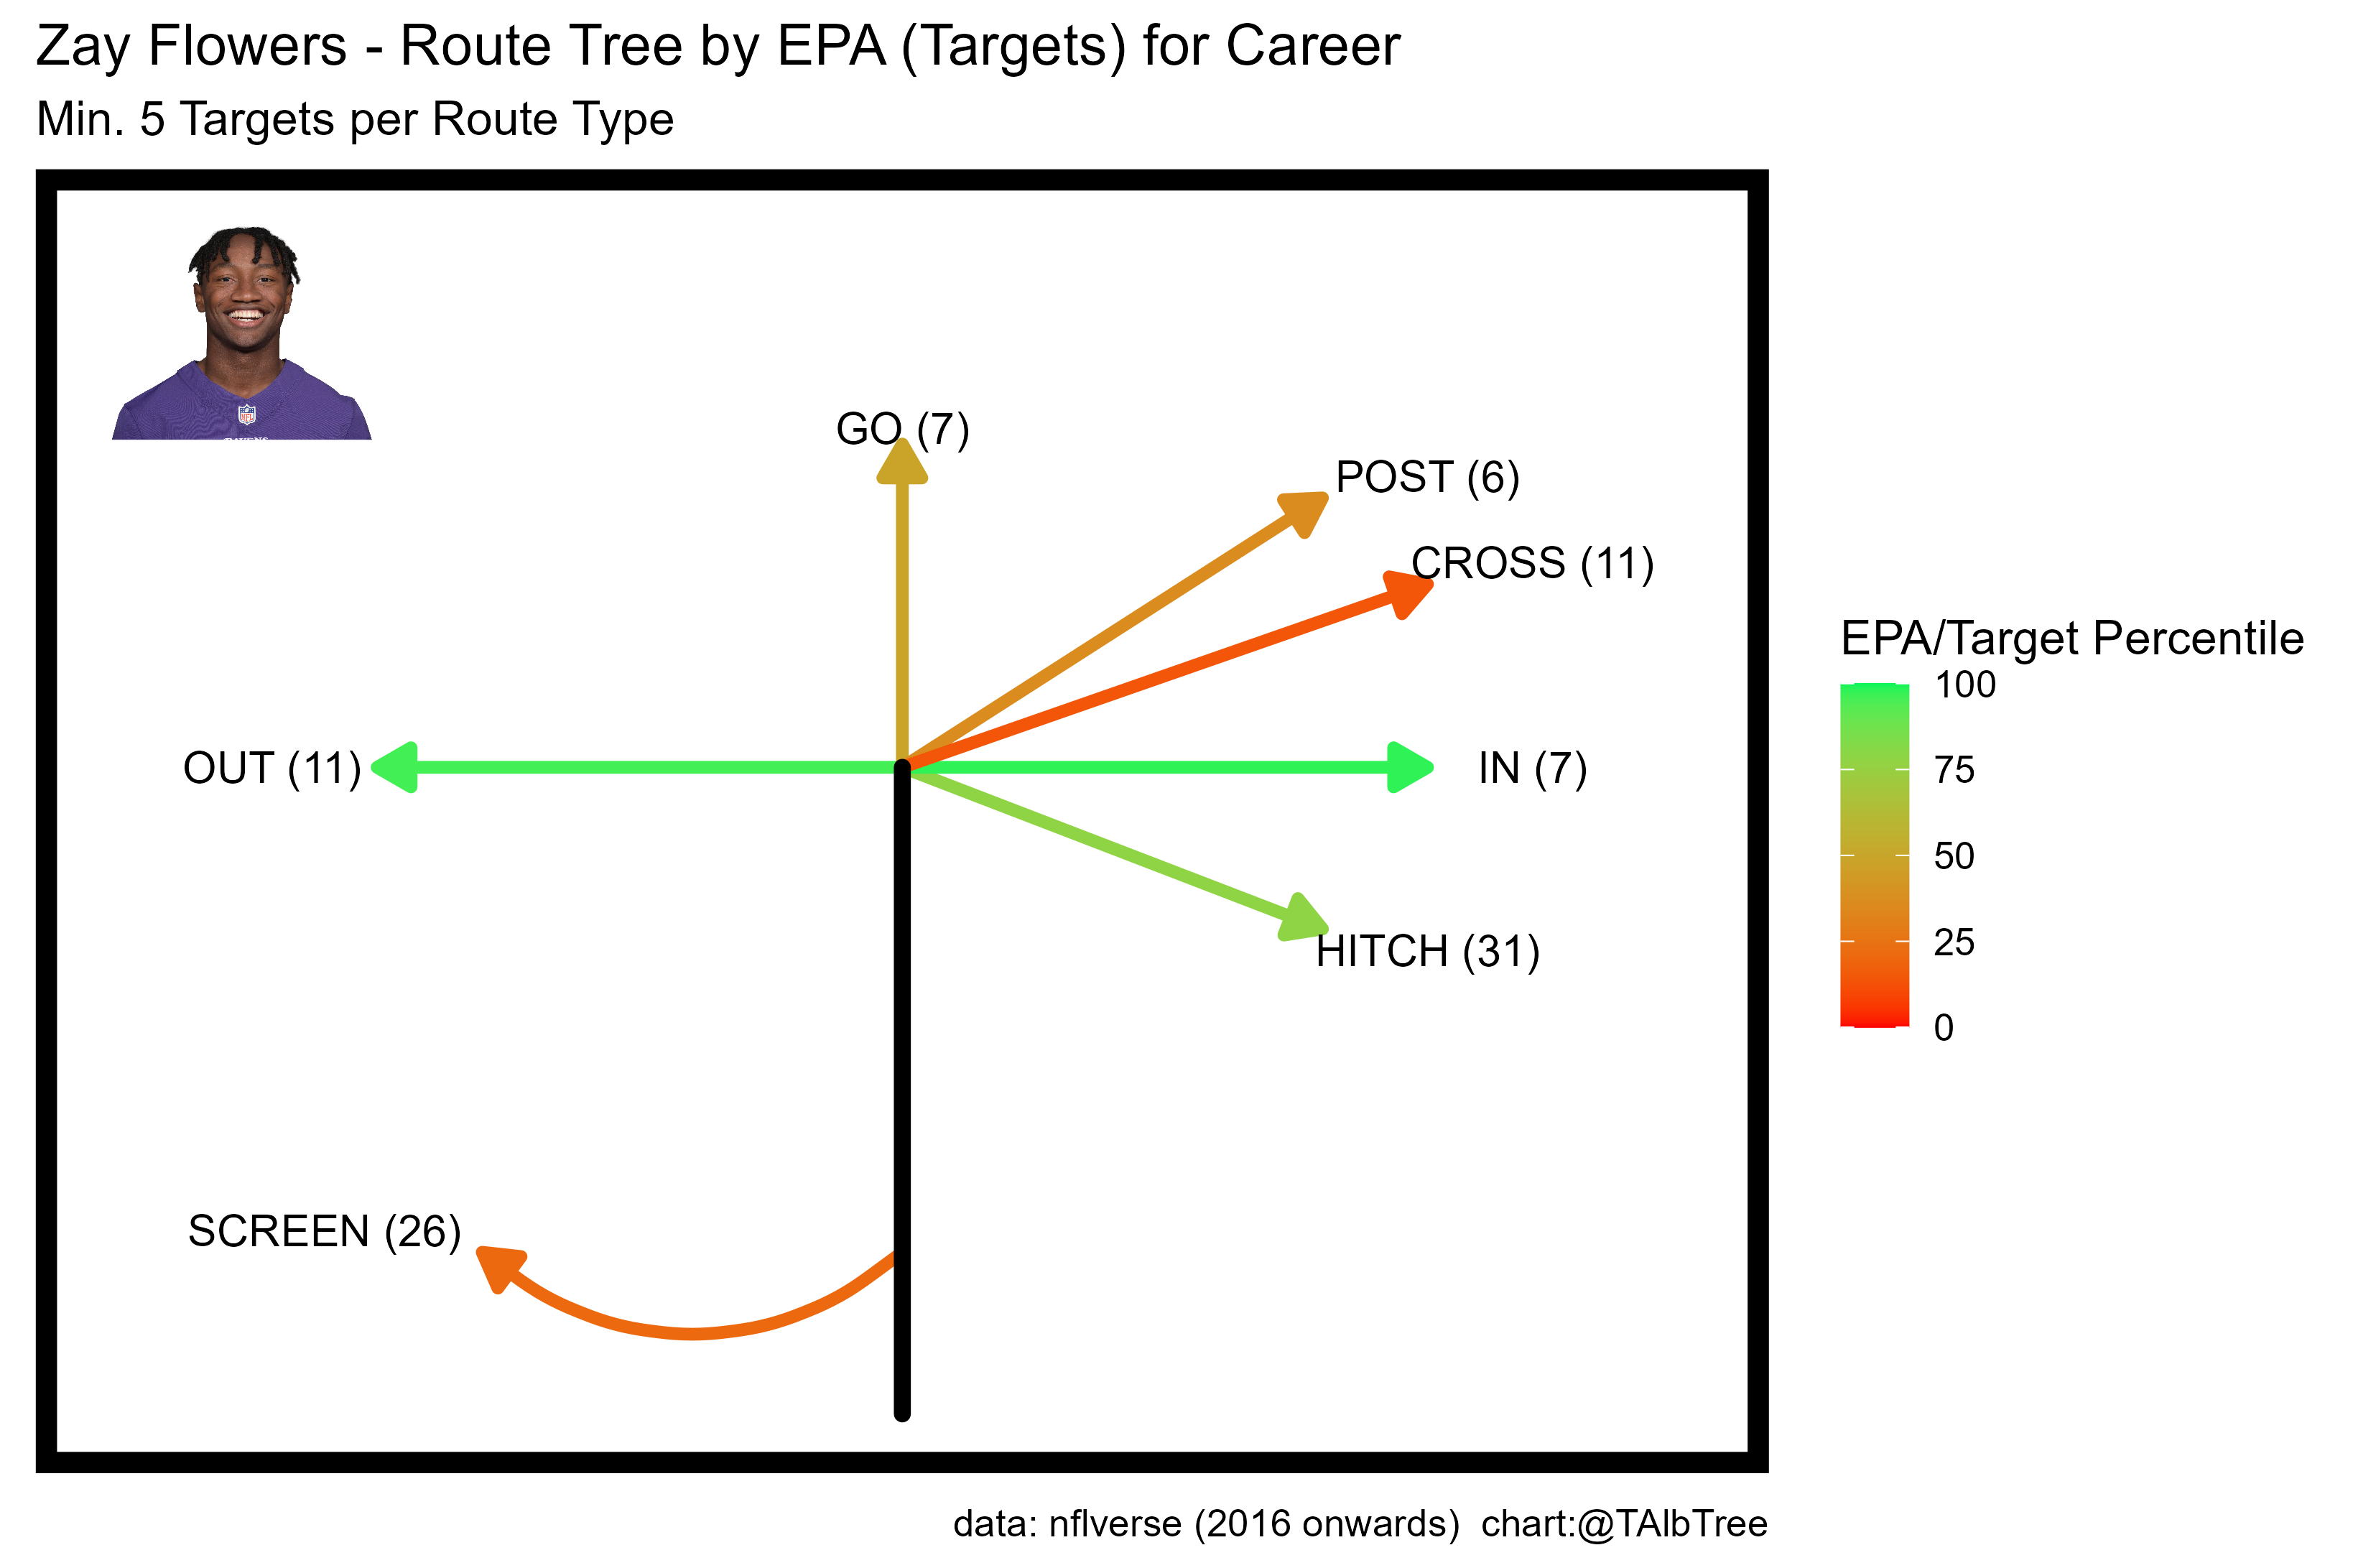 Zay Flowers - Route Tree by EPA (Targets) for Career
Min. 5 Targets per Route Type
GO (7)
POST (6)
CROSS (11)
OUT (11)
IN (7)
HITCH (31)
SCREEN (26)
EPA/Target Percentile
100
75
50
25
0
data: nflverse (2016 onwards)  chart:@TAlbTree